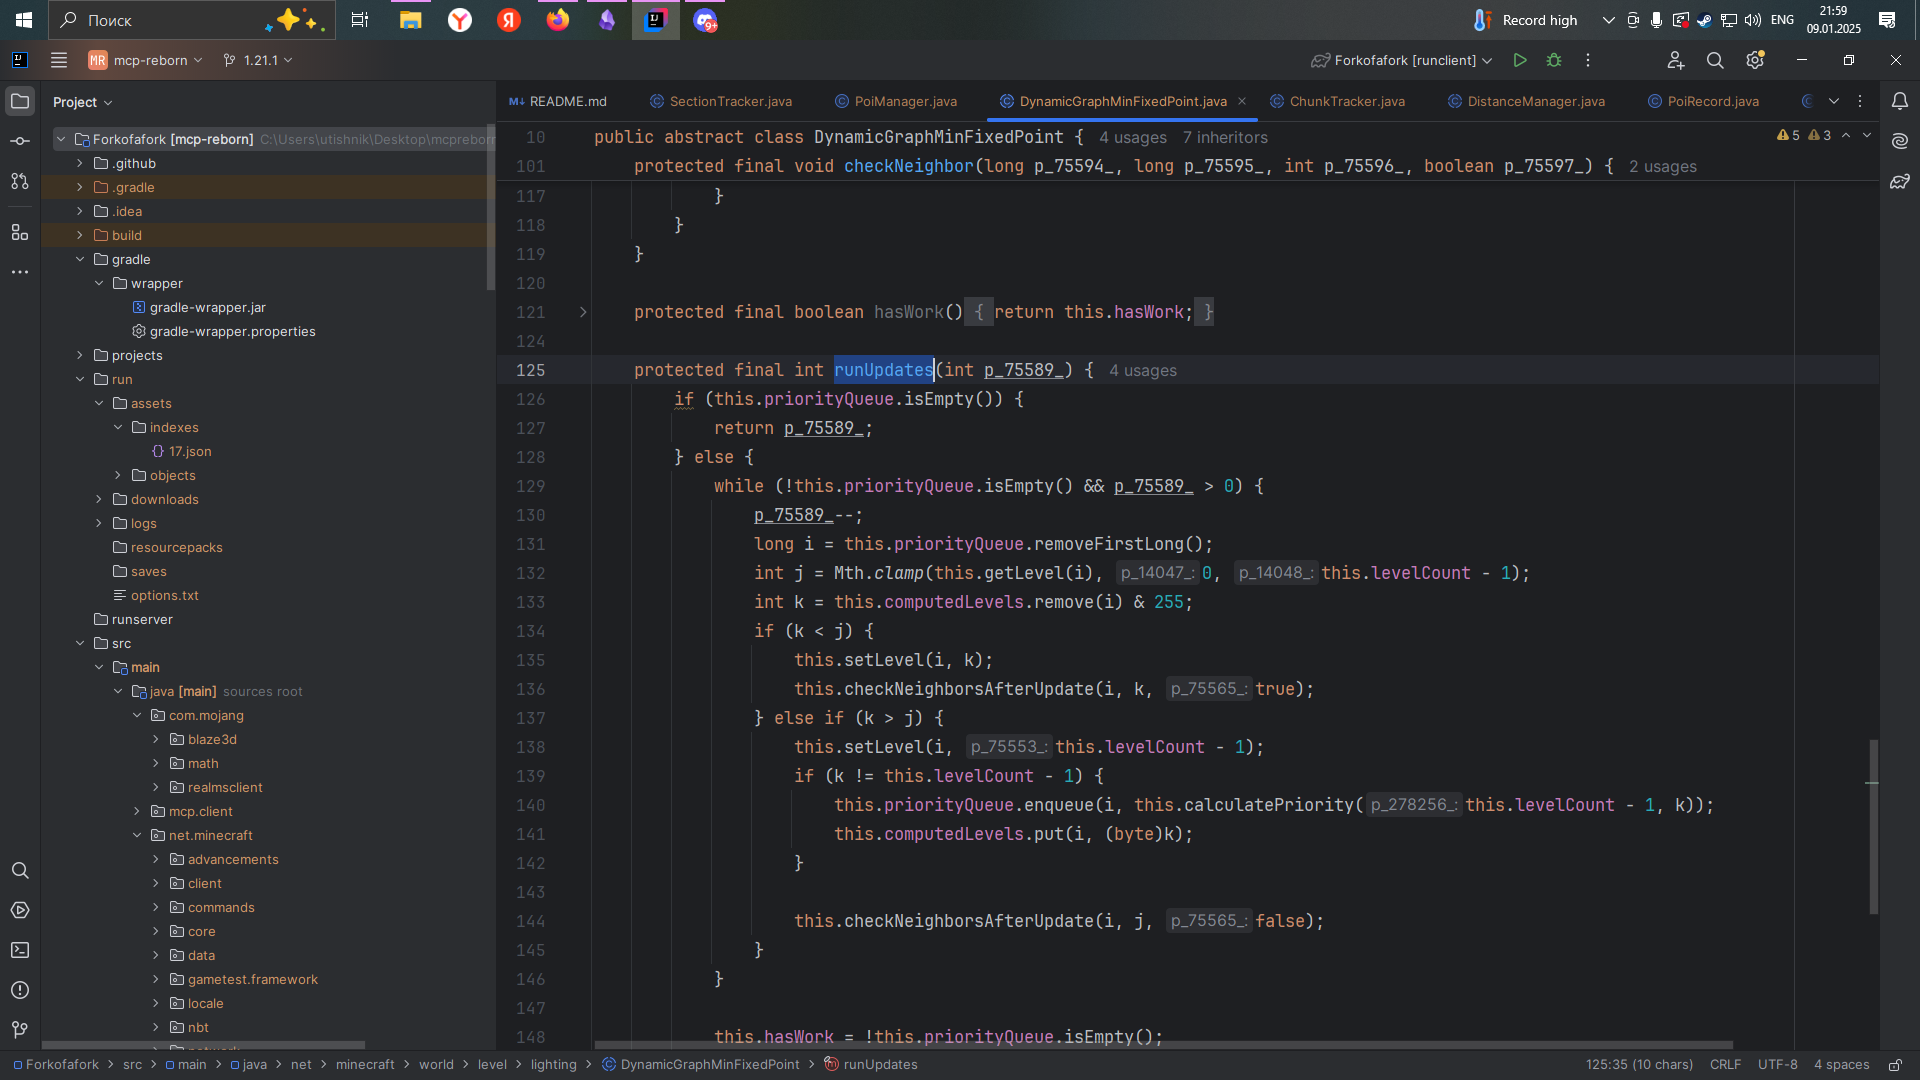 Поиск
9+
Record high
ENG
21:59
09.01.2025
MR mcp-reborn
1.21.1
Forkofafork [runclient]
Project
README.md
SectionTracker.java
PoiManager.java
DynamicGraphMinFixedPoint.java
ChunkTracker.java
DistanceManager.java
PoiRecord.java
Forkofafork [mcp-reborn] C:\Users\utishnik\Desktop\mcpreborn
.github
.gradle
.idea
build
gradle
wrapper
gradle-wrapper.jar
gradle-wrapper.properties
projects
run
assets
indexes
17.json
objects
downloads
logs
resourcepacks
saves
options.txt
runserver
src
main
java [main] sources root
com.mojang
blaze3d
math
realmsclient
mcp.client
net.minecraft
advancements
client
commands
core
data
gametest.framework
locale
nbt
5 3
10 public abstract class DynamicGraphMinFixedPoint { 4 usages 7 inheritors
101 protected final void checkNeighbor(long p_75594_, long p_75595_, int p_75596_, boolean p_75597_) { 2 usages
117 }
118 }
119 }
120
121 protected final boolean hasWork() { return this.hasWork; }
124
125 protected final int runUpdates(int p_75589_) { 4 usages
126 if (this.priorityQueue.isEmpty()) {
127 return p_75589_;
128 } else {
129 while (!this.priorityQueue.isEmpty() && p_75589_ > 0) {
130 p_75589_--;
131 long i = this.priorityQueue.removeFirstLong();
132 int j = Mth.clamp(this.getLevel(i), p_14047_: 0, p_14048_: this.levelCount - 1);
133 int k = this.computedLevels.remove(i) & 255;
134 if (k < j) {
135 this.setLevel(i, k);
136 this.checkNeighborsAfterUpdate(i, k, p_75565_: true);
137 } else if (k > j) {
138 this.setLevel(i, p_75553_: this.levelCount - 1);
139 if (k != this.levelCount - 1) {
140 this.priorityQueue.enqueue(i, this.calculatePriority( p_278256_: this.levelCount - 1, k));
141 this.computedLevels.put(i, (byte)k);
142 }
143
144 this.checkNeighborsAfterUpdate(i, j, p_75565_: false);
145 }
146 }
147
148 this.hasWork = !this.priorityQueue.isEmpty();
Forkofafork > src > main > java > net > minecraft > world > level > lighting > DynamicGraphMinFixedPoint > runUpdates
125:35 (10 chars) CRLF UTF-8 4 spaces